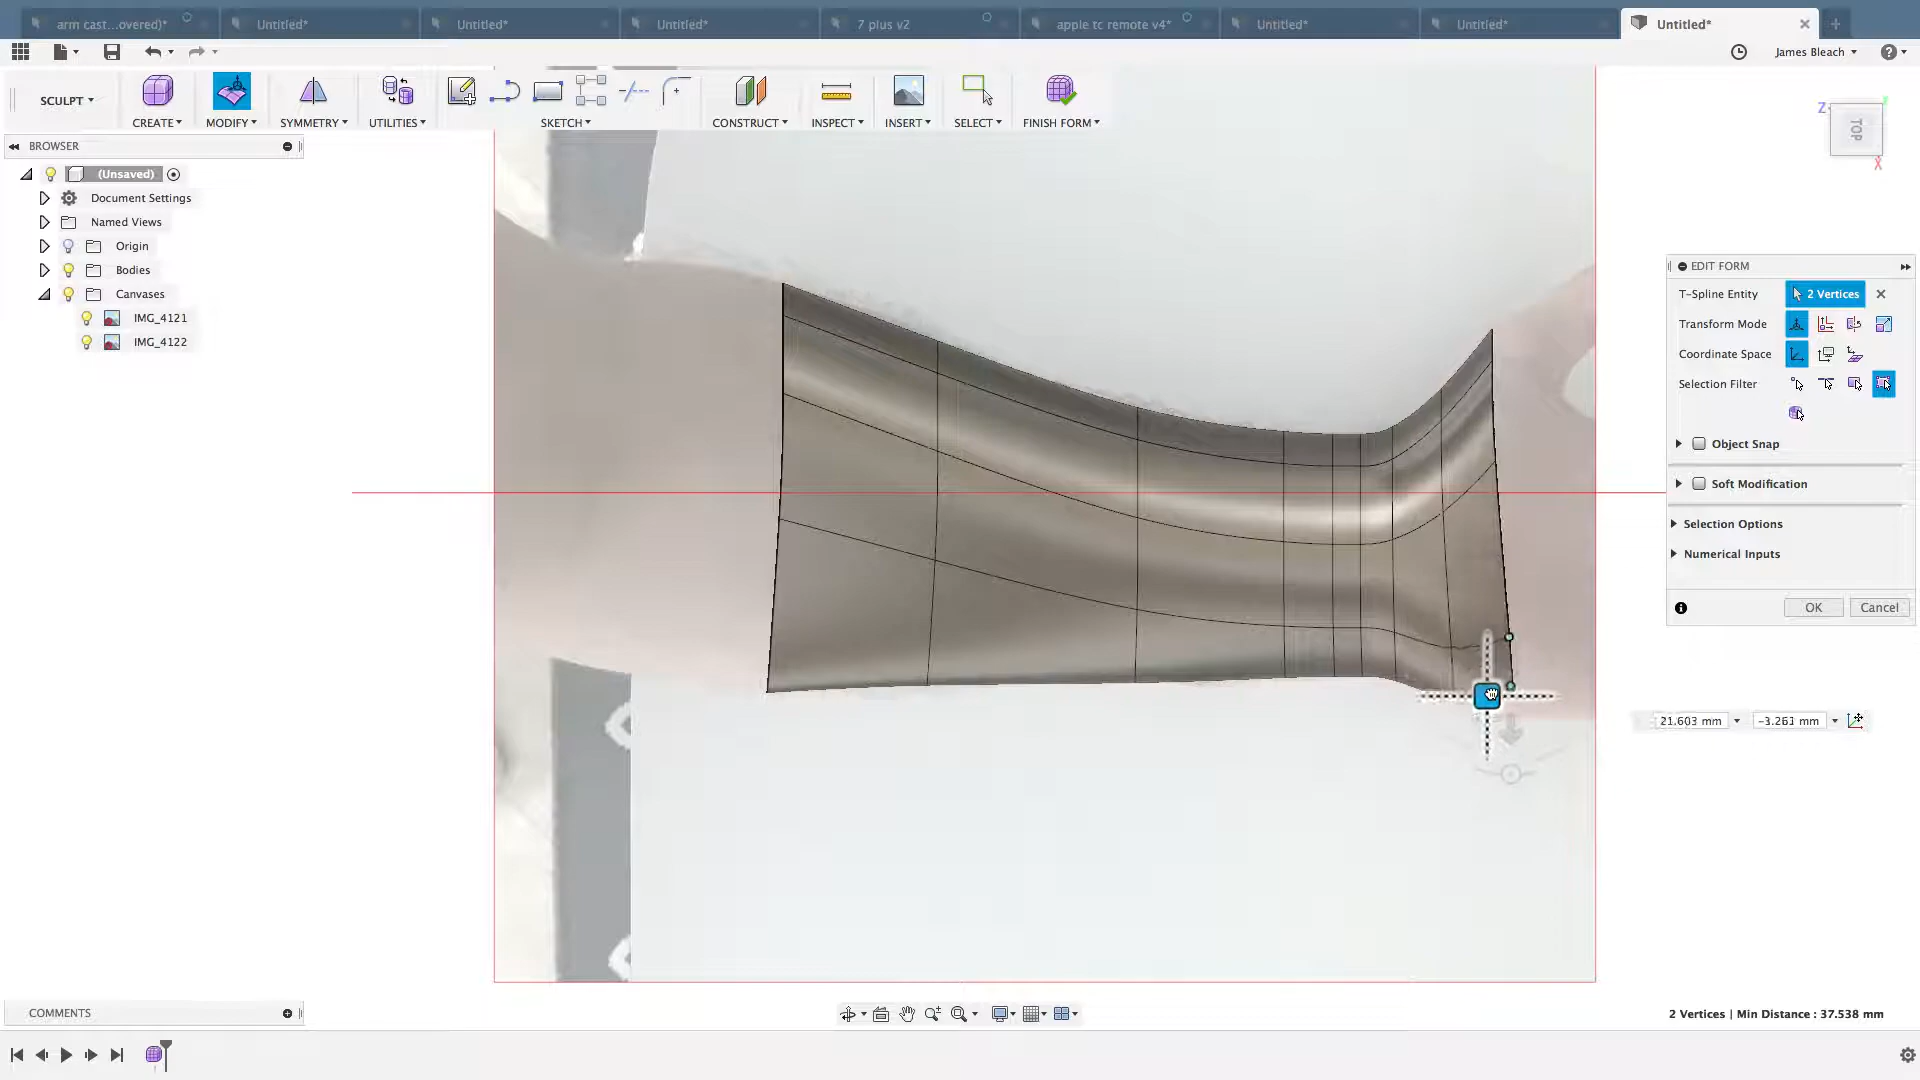 arm cast...overed)*
Untitled*
Untitled*
Untitled*
7 plus v2
apple tc remote v4*
Untitled*
Untitled*
Untitled*
James Bleach
SCULPT
CREATE
MODIFY
SYMMETRY
UTILITIES
SKETCH
CONSTRUCT
INSPECT
INSERT
SELECT
FINISH FORM
Z
TOP
X
BROWSER
(Unsaved)
Document Settings
Named Views
Origin
Bodies
Canvases
IMG_4121
IMG_4122
EDIT FORM
T-Spline Entity
2 Vertices
Transform Mode
Coordinate Space
Selection Filter
Object Snap
Soft Modification
Selection Options
Numerical Inputs
OK
Cancel
21.603 mm
-3.261 mm
COMMENTS
2 Vertices | Min Distance : 37.538 mm